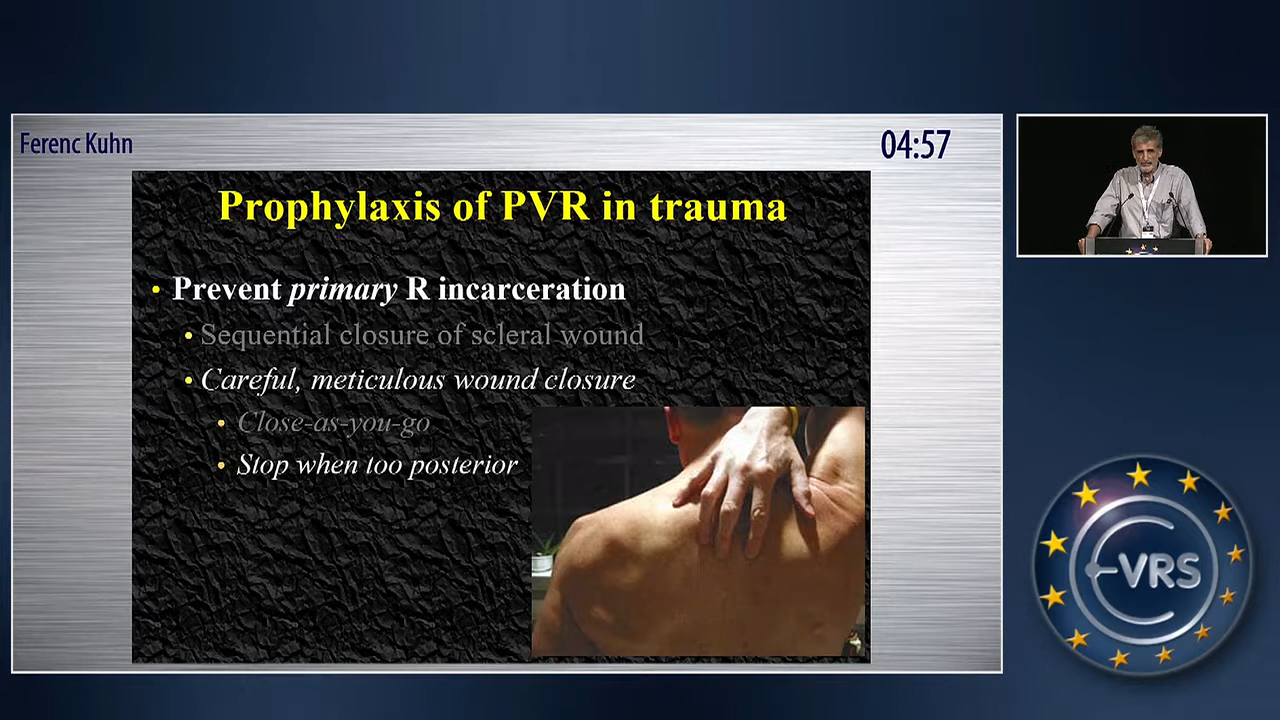 Ferenc Kuhn
04:57
Prophylaxis of PVR in trauma
• Prevent primary R incarceration
• Sequential closure of scleral wound
• Careful, meticulous wound closure
• Close-as-you-go
• Stop when too posterior
E-VRS